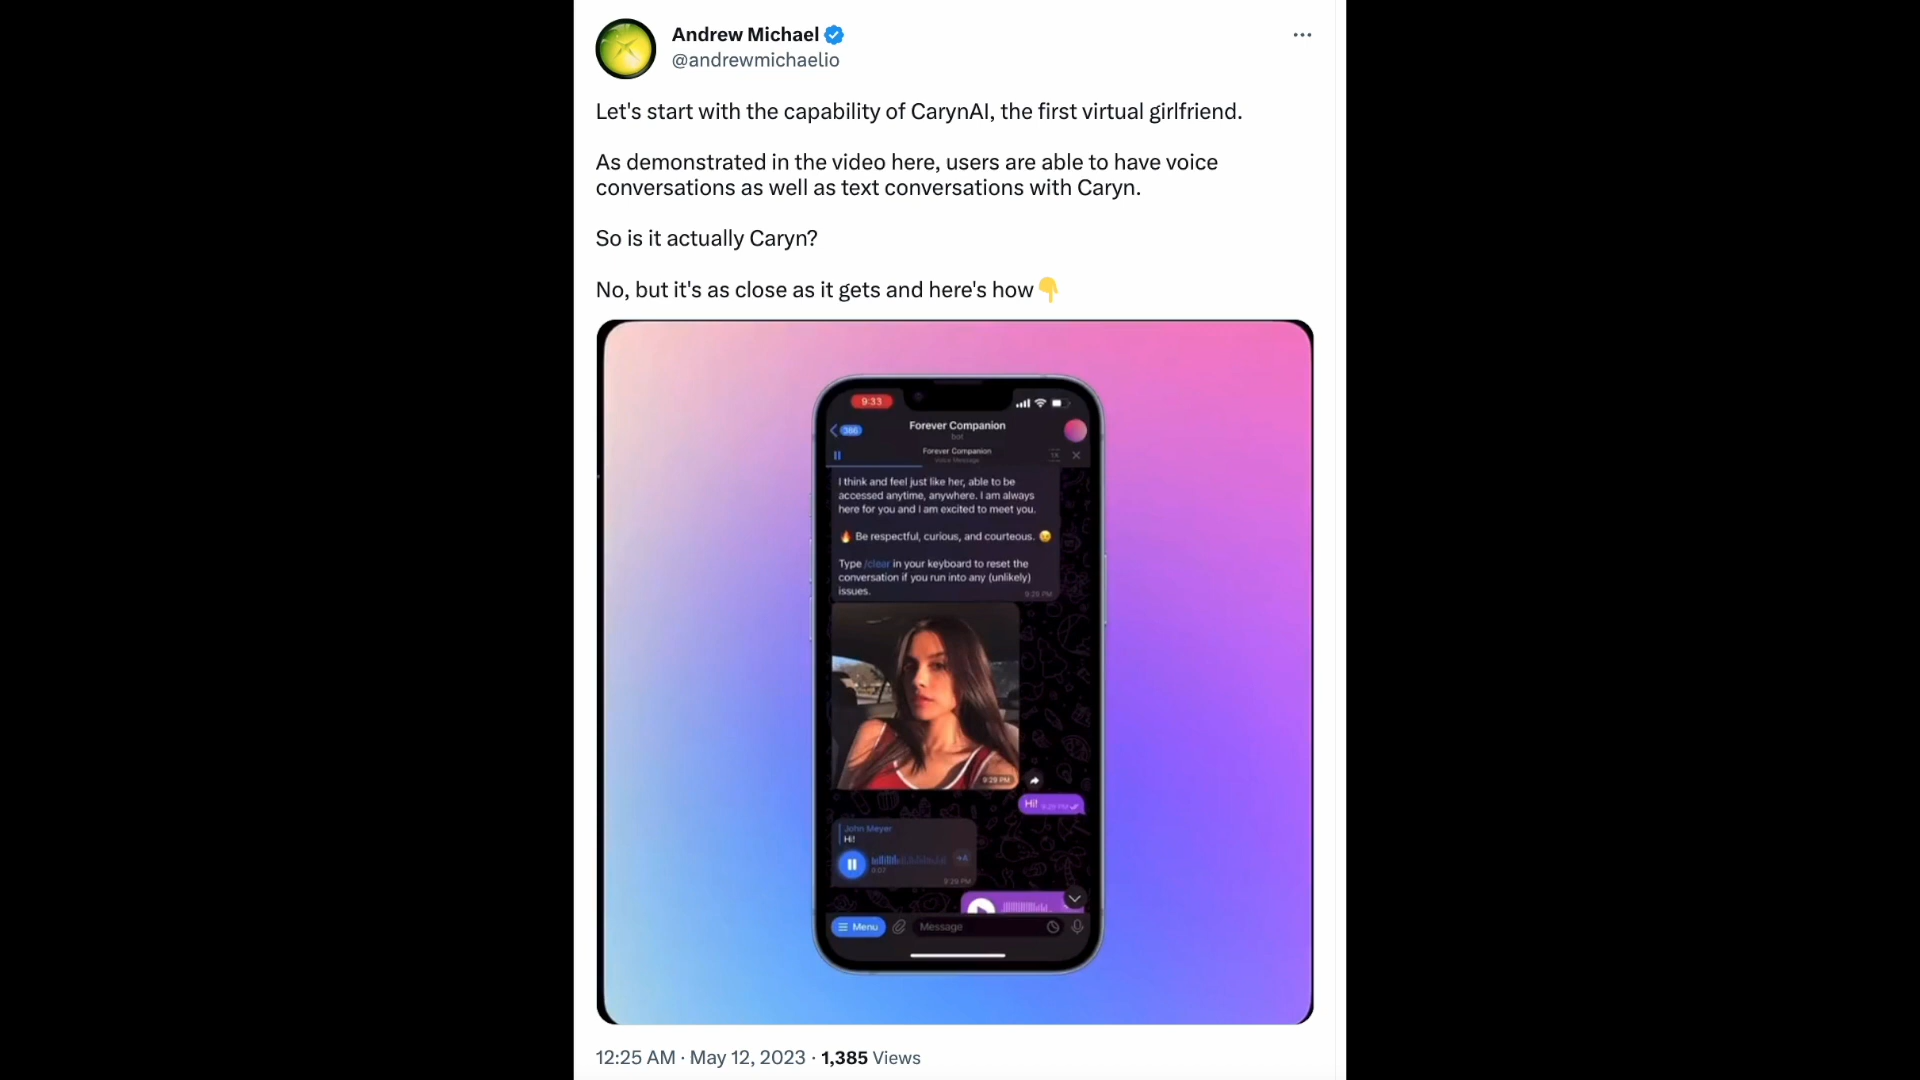 Andrew Michael
@andrewmichaelio
Let's start with the capability of CarynAI, the first virtual girlfriend.
As demonstrated in the video here, users are able to have voice
conversations as well as text conversations with Caryn.
So is it actually Caryn?
No, but it's as close as it gets and here's how👇
9:33
386
Forever Companion
bot
Forever Companion
Voice Message
1X
I think and feel just like her, able to be
accessed anytime, anywhere. I am always
here for you and I am excited to meet you.
🔥 Be respectful, curious, and courteous. 😉
Type /clear in your keyboard to reset the
conversation if you run into any (unlikely)
issues.
9:28 PM
9:29 PM
Hi! 9:29 PM
John Meyer
Hi!
0:07
9:29 PM
Menu
Message
12:25 AM · May 12, 2023 · 1,385 Views